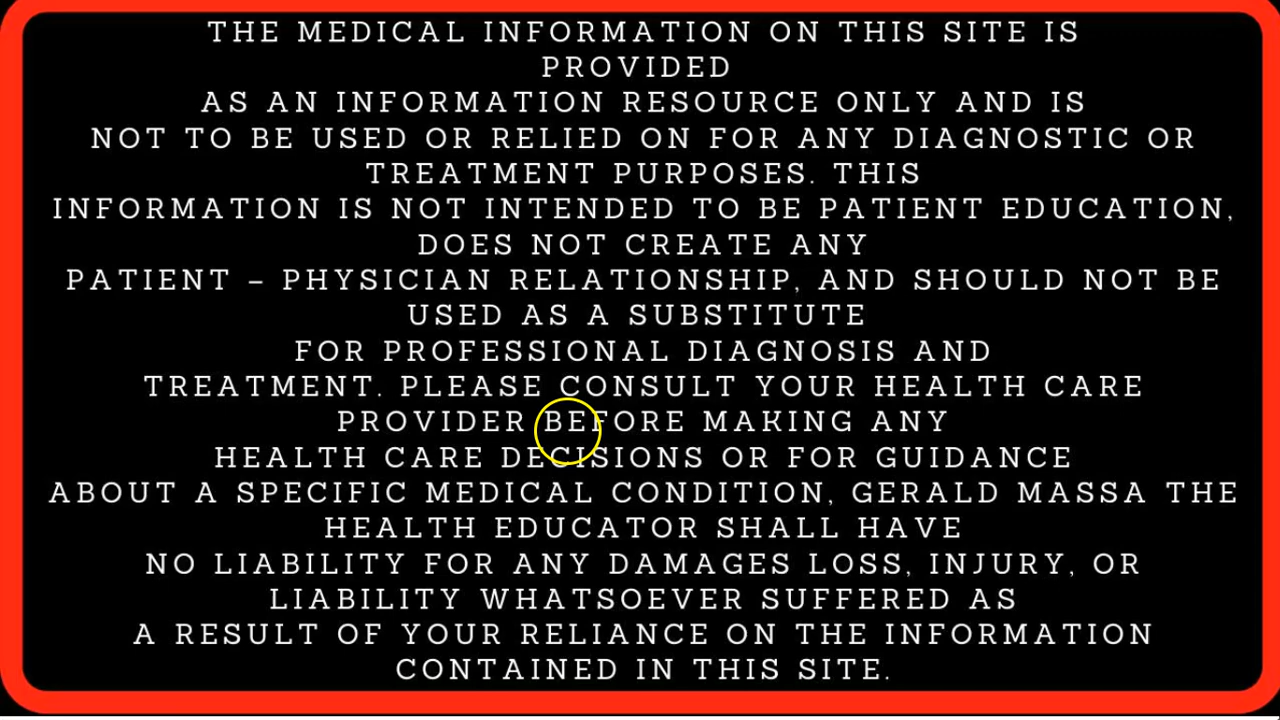 THE MEDICAL INFORMATION ON THIS SITE IS
PROVIDED
AS AN INFORMATION RESOURCE ONLY AND IS
NOT TO BE USED OR RELIED ON FOR ANY DIAGNOSTIC OR
TREATMENT PURPOSES. THIS
INFORMATION IS NOT INTENDED TO BE PATIENT EDUCATION,
DOES NOT CREATE ANY
PATIENT – PHYSICIAN RELATIONSHIP, AND SHOULD NOT BE
USED AS A SUBSTITUTE
FOR PROFESSIONAL DIAGNOSIS AND
TREATMENT. PLEASE CONSULT YOUR HEALTH CARE
PROVIDER BEFORE MAKING ANY
HEALTH CARE DECISIONS OR FOR GUIDANCE
ABOUT A SPECIFIC MEDICAL CONDITION, GERALD MASSA THE
HEALTH EDUCATOR SHALL HAVE
NO LIABILITY FOR ANY DAMAGES LOSS, INJURY, OR
LIABILITY WHATSOEVER SUFFERED AS
A RESULT OF YOUR RELIANCE ON THE INFORMATION
CONTAINED IN THIS SITE.